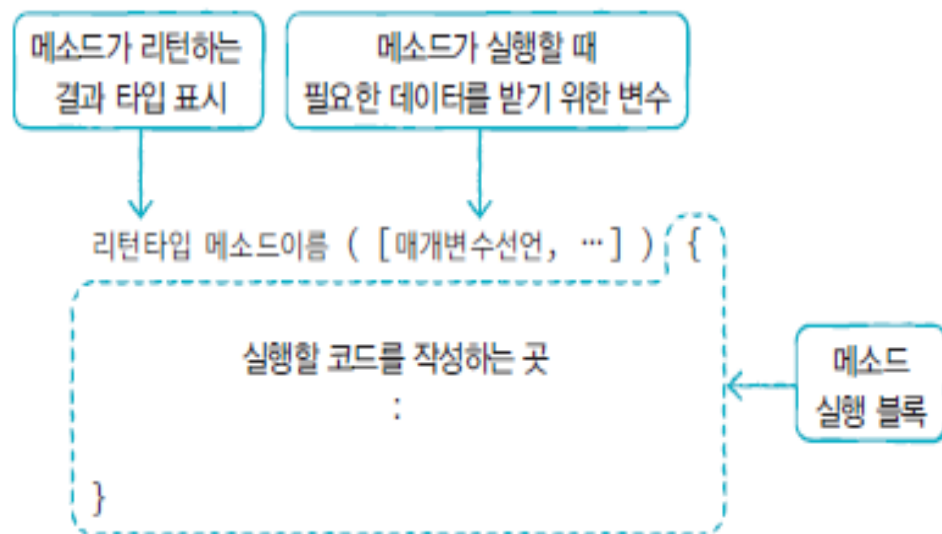 메소드가 리턴하는
결과 타입 표시
메소드가 실행할 때
필요한 데이터를 받기 위한 변수
리턴타입 메소드이름 ( [매개변수선언, …] ) {
실행할 코드를 작성하는 곳
:
}
메소드
실행 블록